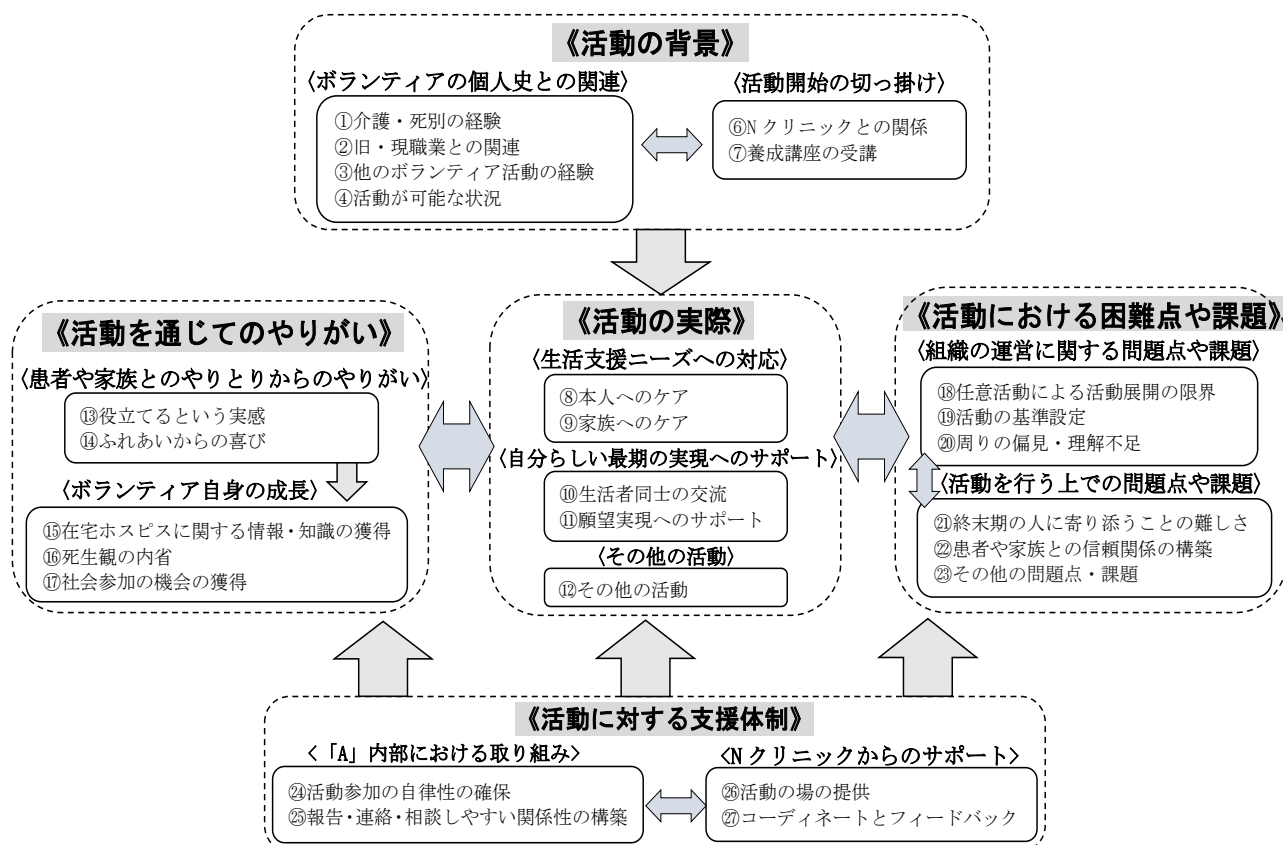 《活動の背景》
〈ボランティアの個人史との関連〉
①介護・死別の経験
②旧・現職業との関連
③他のボランティア活動の経験
④活動が可能な状況
〈活動開始の切っ掛け〉
⑥Nクリニックとの関係
⑦養成講座の受講
《活動を通じてのやりがい》
〈患者や家族とのやりとりからのやりがい〉
⑬役立てるという実感
⑭ふれあいからの喜び
〈ボランティア自身の成長〉
⑮在宅ホスピスに関する情報・知識の獲得
⑯死生観の内省
⑰社会参加の機会の獲得
《活動の実際》
〈生活支援ニーズへの対応〉
⑧本人へのケア
⑨家族へのケア
〈自分らしい最期の実現へのサポート〉
⑩生活者同士の交流
⑪願望実現へのサポート
〈その他の活動〉
⑫その他の活動
《活動における困難点や課題》
〈組織の運営に関する問題点や課題〉
⑱任意活動による活動展開の限界
⑲活動の基準設定
⑳周りの偏見・理解不足
〈活動を行う上での問題点や課題〉
㉑終末期の人に寄り添うことの難しさ
㉒患者や家族との信頼関係の構築
㉓その他の問題点・課題
《活動に対する支援体制》
〈「A」内部における取り組み〉
㉔活動参加の自律性の確保
㉕報告・連絡・相談しやすい関係性の構築
〈Nクリニックからのサポート〉
㉖活動の場の提供
㉗コーディネートとフィードバック